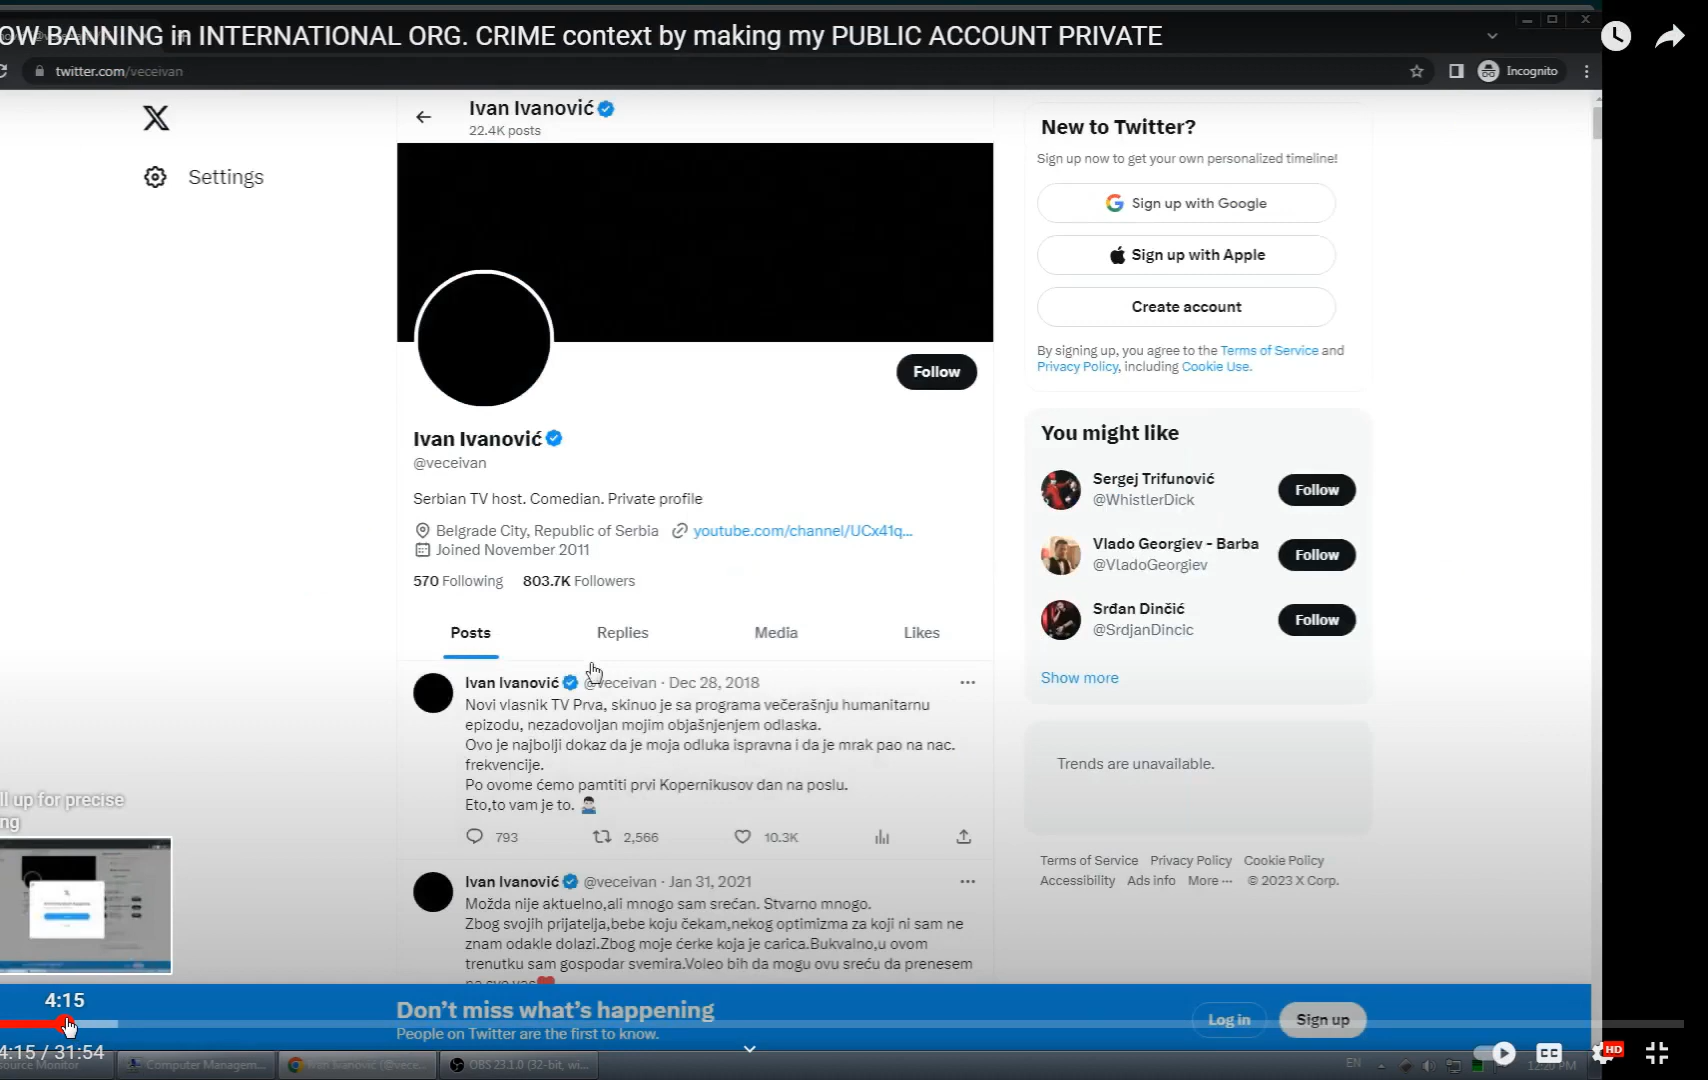 OW BANNING in INTERNATIONAL ORG. CRIME context by making my PUBLIC ACCOUNT PRIVATE
twitter.com/veceivan
Incognito
Settings
Ivan Ivanović
22.4K posts
Follow
Ivan Ivanović
@veceivan
Serbian TV host. Comedian. Private profile
Belgrade City, Republic of Serbia youtube.com/channel/UCx41q...
Joined November 2011
570 Following 803.7K Followers
Posts Replies Media Likes
Ivan Ivanović @veceivan · Dec 28, 2018
Novi vlasnik TV Prva, skinuo je sa programa večerašnju humanitarnu
epizodu, nezadovoljan mojim objašnjenjem odlaska.
Ovo je najbolji dokaz da je moja odluka ispravna i da je mrak pao na nac.
frekvencije.
Po ovome ćemo pamtiti prvi Kopernikusov dan na poslu.
Eto,to vam je to.
793 2,566 10.3K
Ivan Ivanović @veceivan · Jan 31, 2021
Možda nije aktuelno,ali mnogo sam srećan. Stvarno mnogo.
Zbog svojih prijatelja,bebe koju čekam,nekog optimizma za koji ni sam ne
znam odakle dolazi.Zbog moje ćerke koja je carica.Bukvalno,u ovom
trenutku sam gospodar svemira.Voleo bih da mogu ovu sreću da prenesem
na sve vas
New to Twitter?
Sign up now to get your own personalized timeline!
Sign up with Google
Sign up with Apple
Create account
By signing up, you agree to the Terms of Service and
Privacy Policy, including Cookie Use.
You might like
Sergej Trifunović
@WhistlerDick
Follow
Vlado Georgiev - Barba
@VladoGeorgiev
Follow
Srđan Dinčić
@SrdjanDincic
Follow
Show more
Trends are unavailable.
Terms of Service Privacy Policy Cookie Policy
Accessibility Ads info More ··· © 2023 X Corp.
ll up for precise
ng
4:15
Don't miss what's happening
People on Twitter are the first to know.
Log in Sign up
4:15 / 31:54
CC HD
source Monitor Computer Managem... Ivan Ivanović (@vece... OBS 23.1.0 (32-bit, wi...
EN 12:20 PM